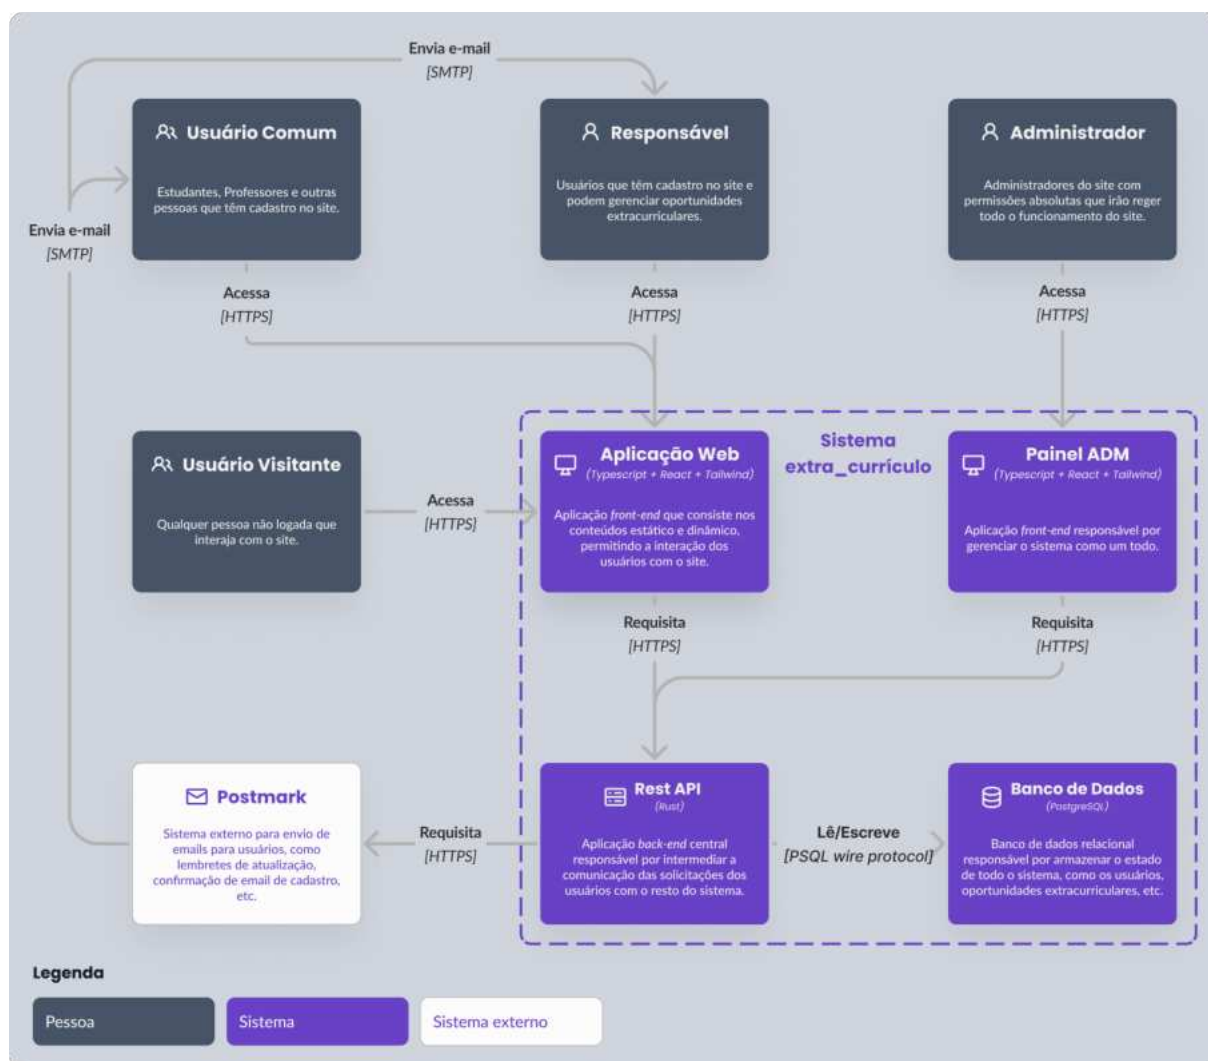 Envia e-mail
[SMTP]
Usuário Comum
Estudantes, Professores e outras
pessoas que têm cadastro no site.
Responsável
Usuários que têm cadastro no site e
podem gerenciar oportunidades
extracurriculares.
Administrador
Administradores do site com
permissões absolutas que irão reger
todo o funcionamento do site.
Envia e-mail
[SMTP]
Acessa
[HTTPS]
Acessa
[HTTPS]
Acessa
[HTTPS]
Sistema
extra_currículo
Usuário Visitante
Qualquer pessoa não logada que
interaja com o site.
Acessa
[HTTPS]
Aplicação Web
(Typescript + React + Tailwind)
Aplicação front-end que consiste nos
conteúdos estático e dinâmico,
permitindo a interação dos
usuários com o site.
Painel ADM
(Typescript + React + Tailwind)
Aplicação front-end responsável por
gerenciar o sistema como um todo.
Requisita
[HTTPS]
Requisita
[HTTPS]
Postmark
Sistema externo para envio de
emails para usuários, como
lembretes de atualização,
confirmação de email de cadastro,
etc.
Requisita
[HTTPS]
Rest API
(Rust)
Aplicação back-end central
responsável por intermediar a
comunicação das solicitações dos
usuários com o resto do sistema.
Lê/Escreve
[PSQL wire protocol]
Banco de Dados
(PostgreSQL)
Banco de dados relacional
responsável por armazenar o estado
de todo o sistema, como os usuários,
oportunidades extracurriculares, etc.
Legenda
Pessoa
Sistema
Sistema externo